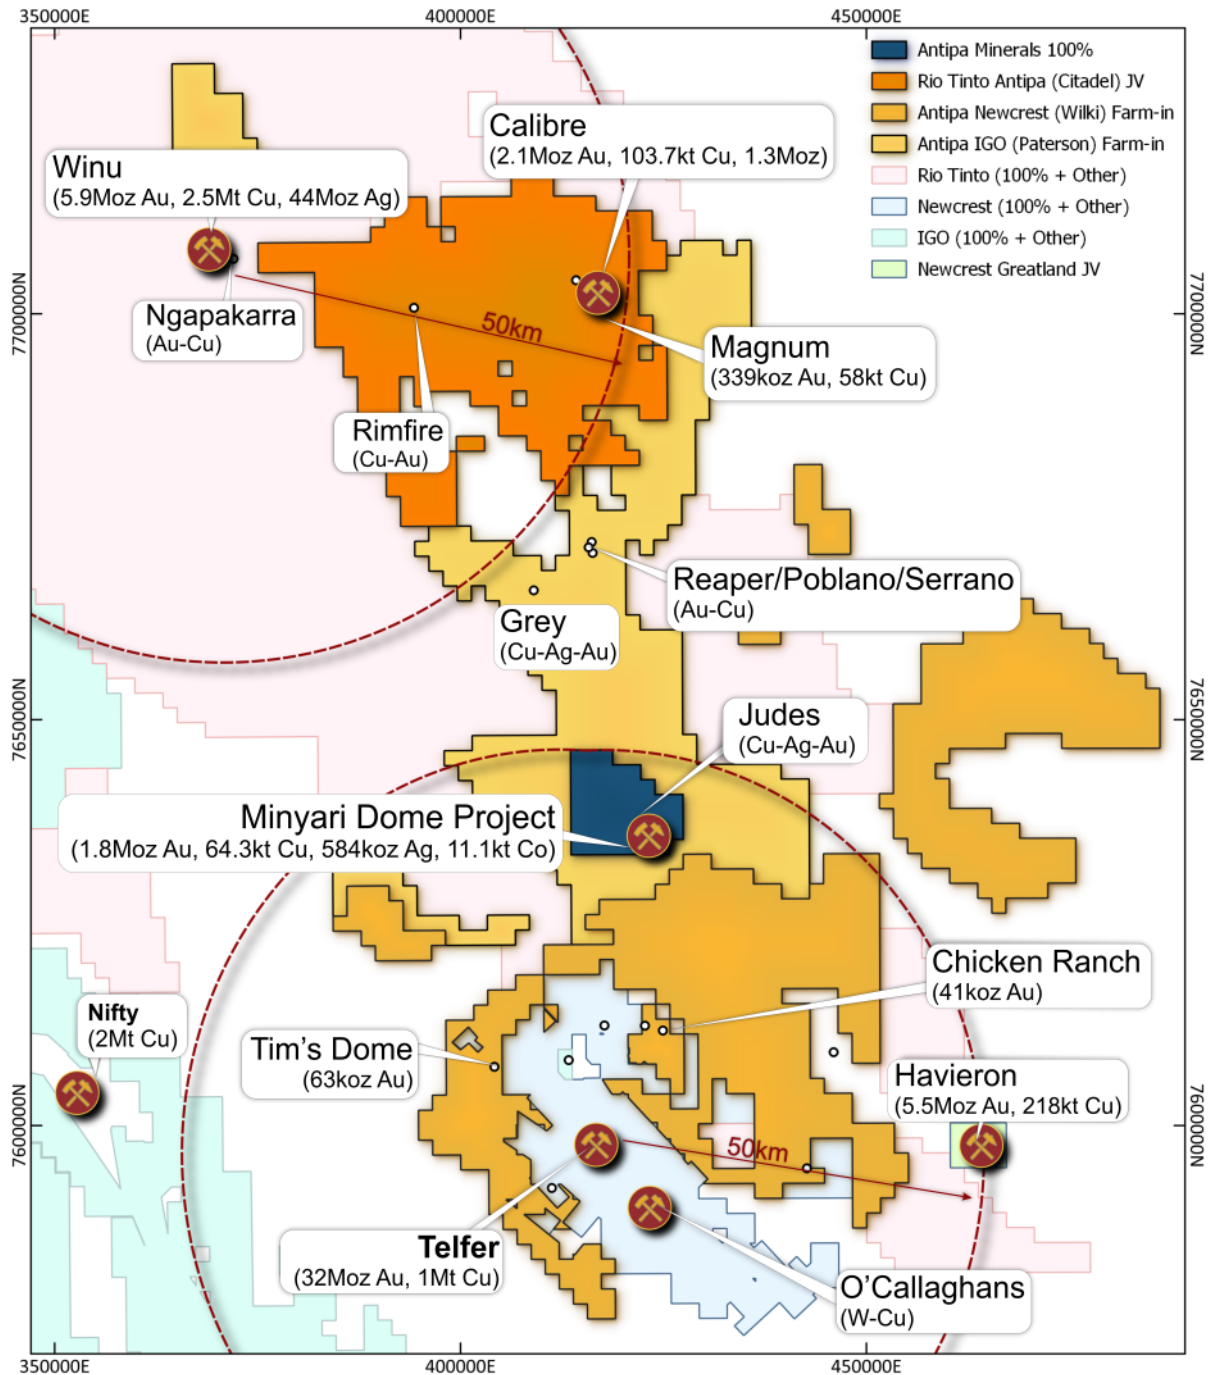 350000E
400000E
450000E
Antipa Minerals 100%
Rio Tinto Antipa (Citadel) JV
Antipa Newcrest (Wilki) Farm-in
Antipa IGO (Paterson) Farm-in
Rio Tinto (100% + Other)
Newcrest (100% + Other)
IGO (100% + Other)
Newcrest Greatland JV
Calibre
(2.1Moz Au, 103.7kt Cu, 1.3Moz)
Winu
(5.9Moz Au, 2.5Mt Cu, 44Moz Ag)
7700000N
7700000N
Ngapakarra
(Au-Cu)
50km
Magnum
(339koz Au, 58kt Cu)
Rimfire
(Cu-Au)
Reaper/Poblano/Serrano
(Au-Cu)
Grey
(Cu-Ag-Au)
7650000N
7650000N
Judes
(Cu-Ag-Au)
Minyari Dome Project
(1.8Moz Au, 64.3kt Cu, 584koz Ag, 11.1kt Co)
Chicken Ranch
(41koz Au)
Nifty
(2Mt Cu)
Tim's Dome
(63koz Au)
Havieron
(5.5Moz Au, 218kt Cu)
7600000N
7600000N
50km
Telfer
(32Moz Au, 1Mt Cu)
O'Callaghans
(W-Cu)
350000E
400000E
450000E